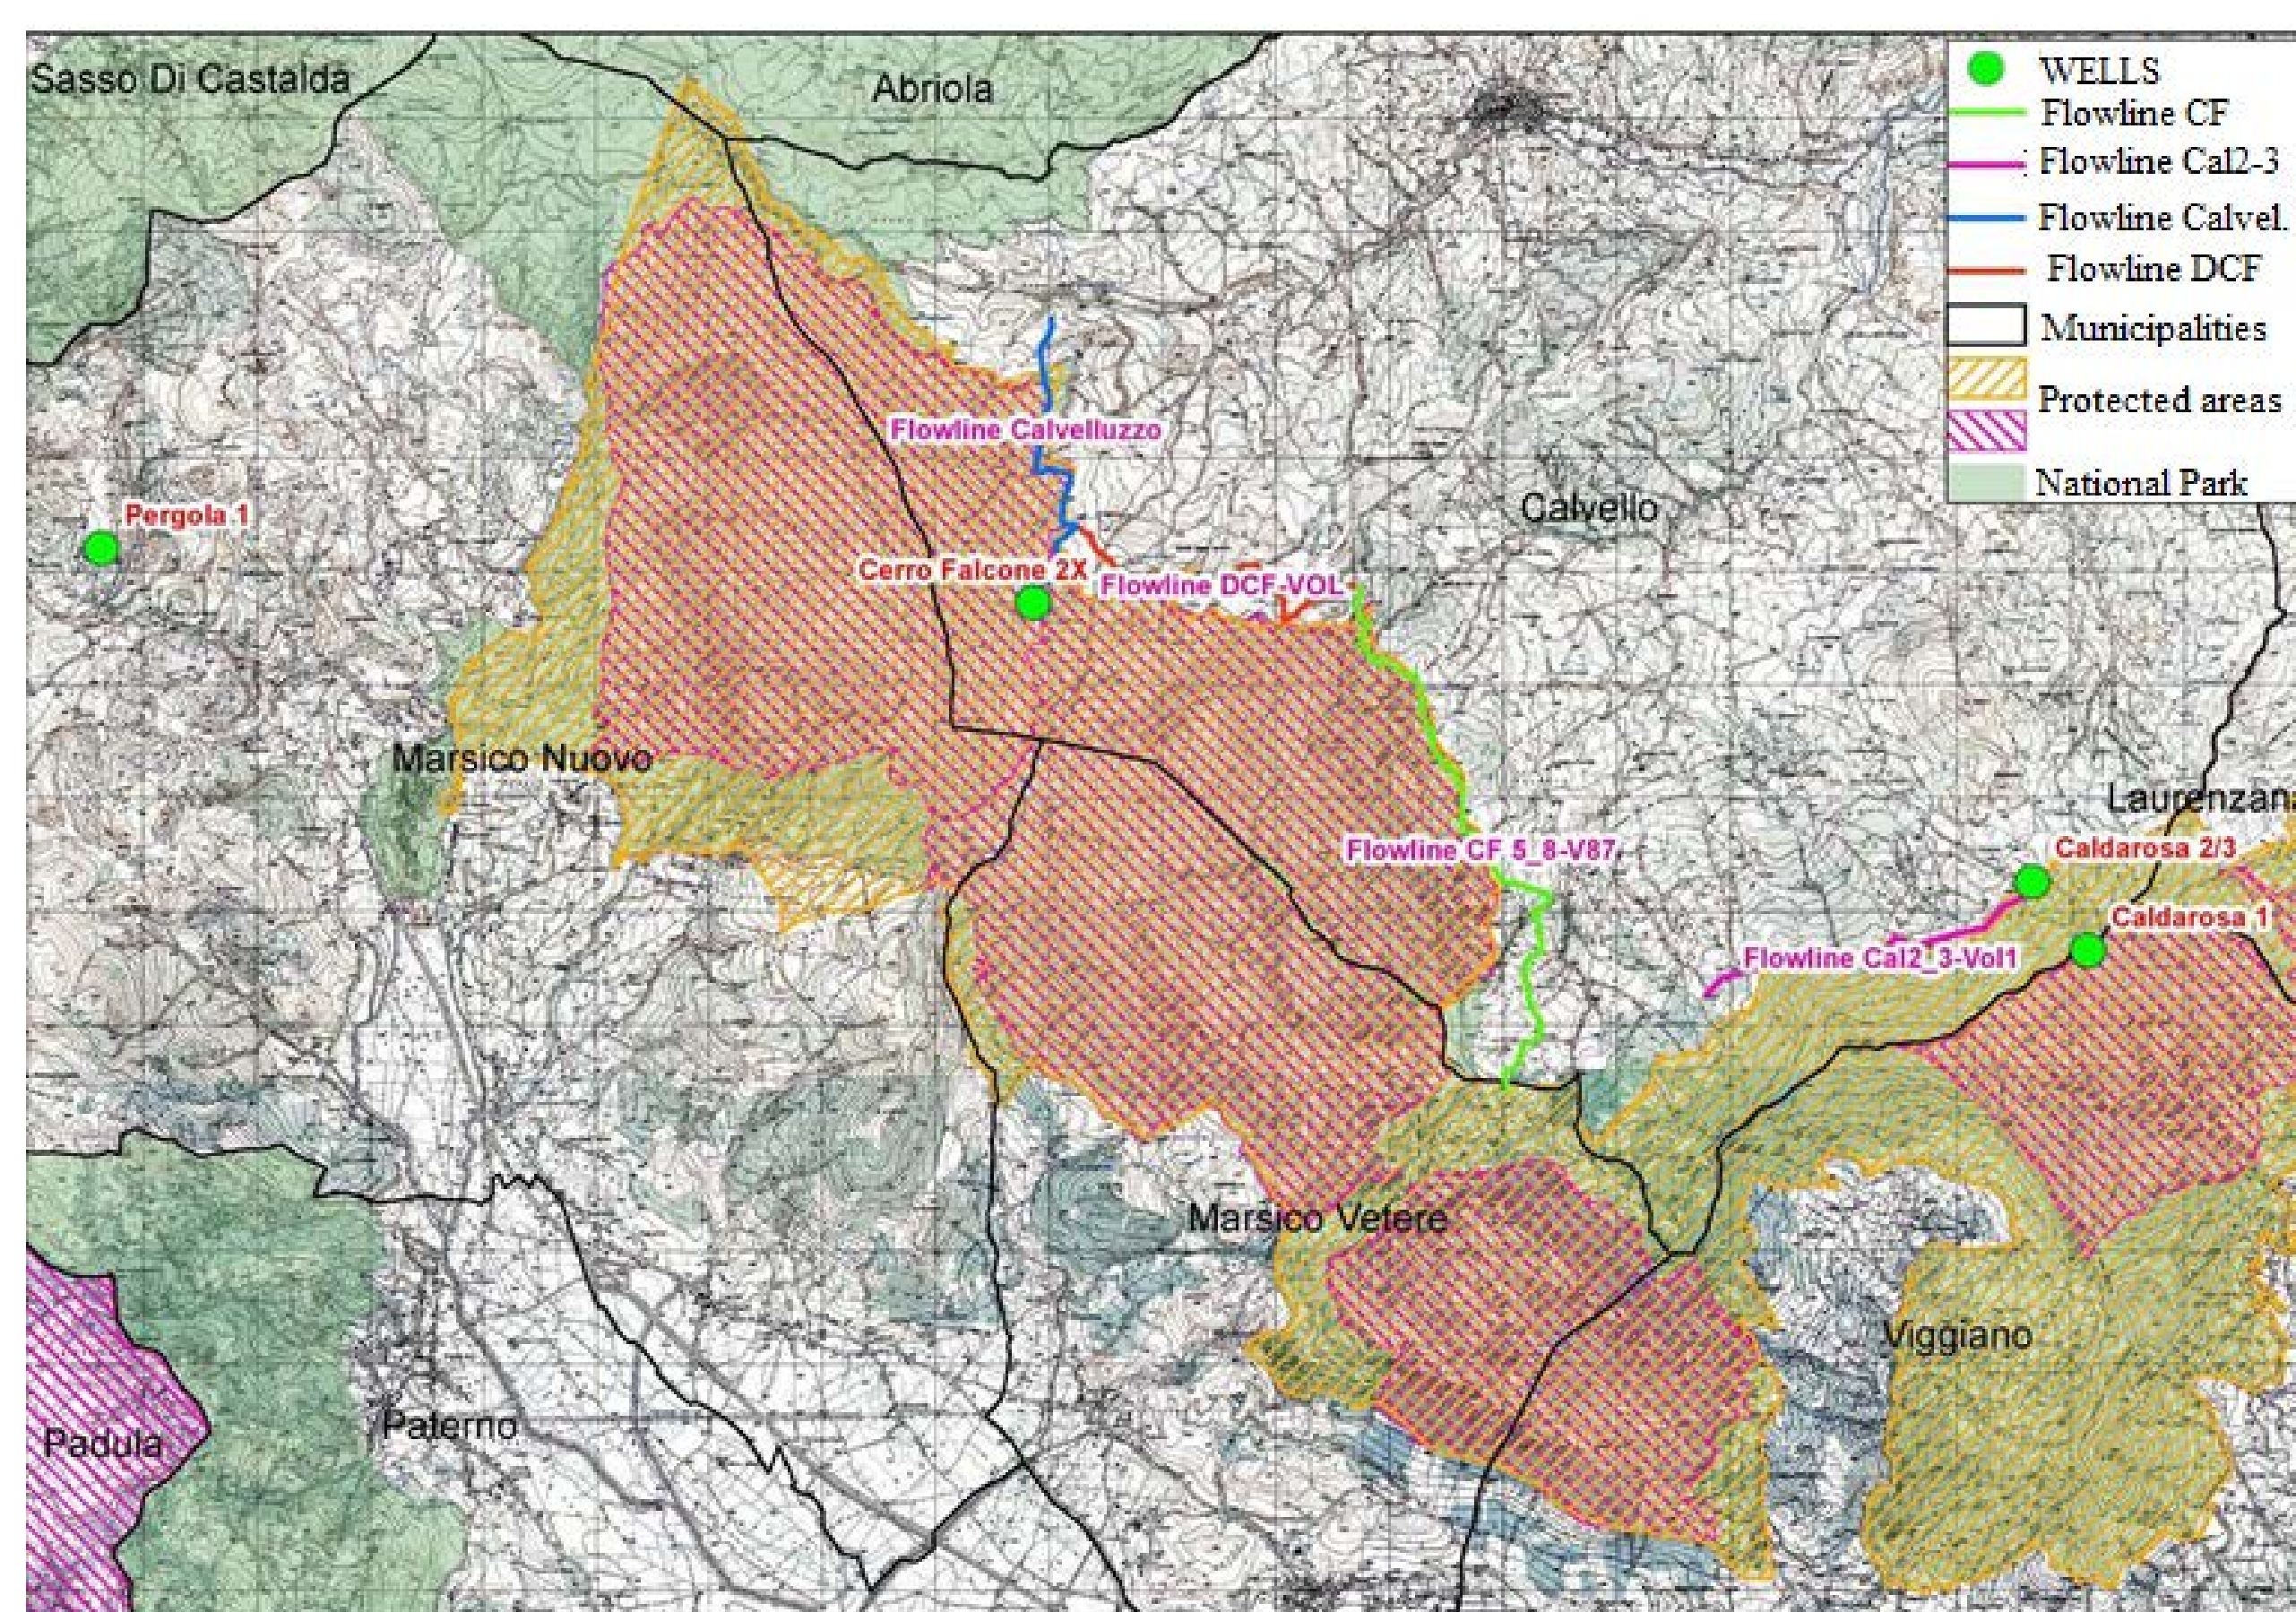 Sasso Di Castalda
Abriola
WELLS
Flowline CF
Flowline Cal2-3
Flowline Calvel.
Flowline DCF
Municipalities
Protected areas
National Park
Flowline Calvelluzzo
Pergola 1
Calvello
Cerro Falcone 2X
Flowline DCF-VOL
Marsico Nuovo
Laurenzan
Flowline CF 5_8-V87
Caldarosa 2/3
Caldarosa 1
Flowline Cal2_3-Vol1
Marsico Vetere
Viggiano
Paterno
Padula